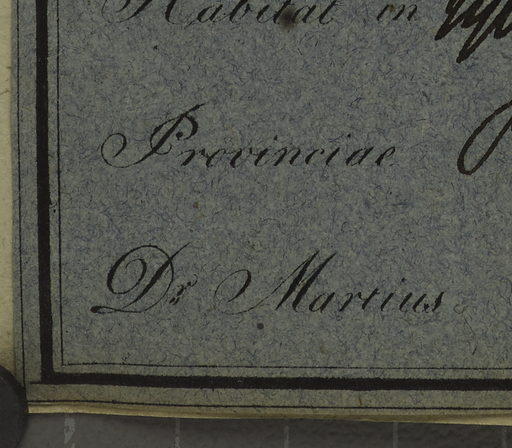 Habitat in
Provinciae
Dr Martius